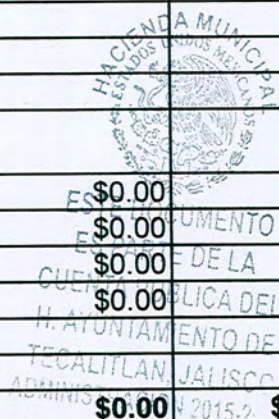 HACIENDA MUNICIPAL
ESTADOS UNIDOS MEXICANOS
$0.00
ESTE DOCUMENTO
$0.00
ES PARTE DE LA
$0.00
CUENTA PUBLICA DEL
$0.00
H. AYUNTAMIENTO DE
TECALITLAN, JALISCO
ADMINISTRACION 2015-2
$0.00 $